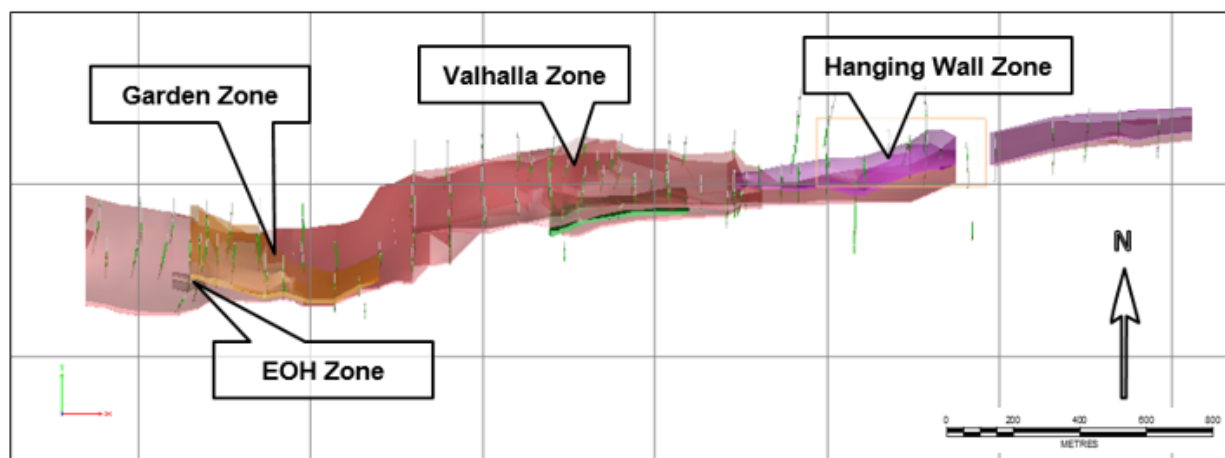 Garden Zone
Valhalla Zone
Hanging Wall Zone
EOH Zone
N
Y
X
0 200 400 600 800
METRES